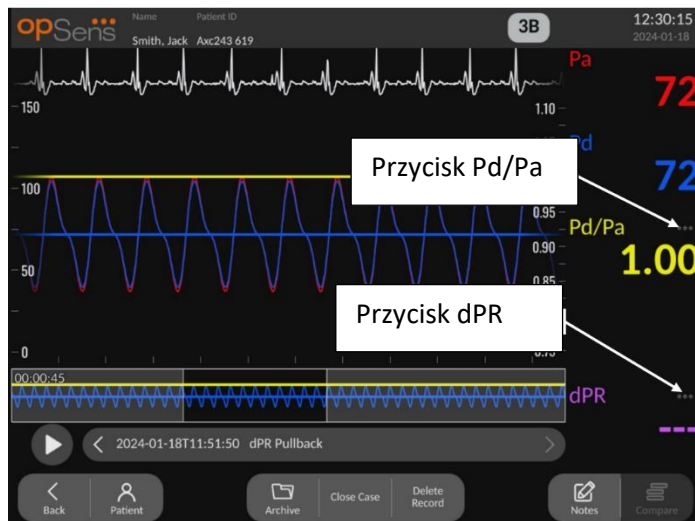 opSens
Name Patient ID
Smith, Jack Axc243 619
3B
12:30:15
2024-01-18
Pa
72
150
1.10
Pd
72
Przycisk Pd/Pa
100
0.95
Pd/Pa
...
0.90
1.00
50
0.85
Przycisk dPR
0
0.75
00:00:45
dPR
...
---
2024-01-18T11:51:50 dPR Pullback
Back
Patient
Archive
Close Case
Delete
Record
Notes
Compare